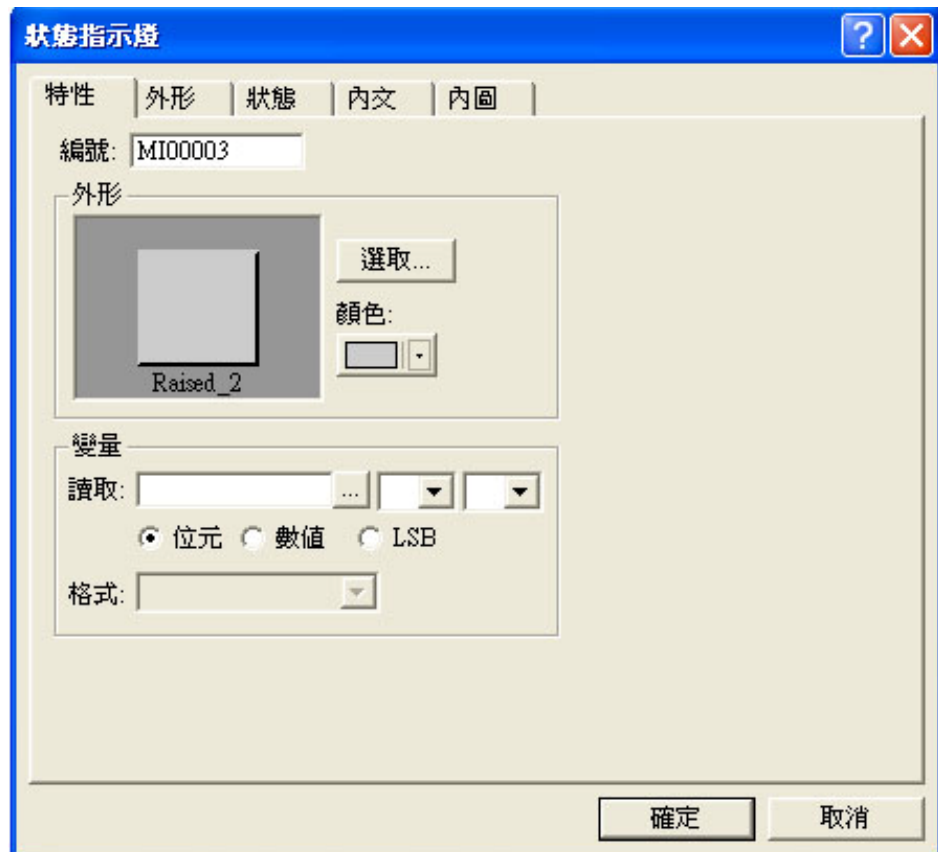 狀態指示燈
特性 外形 狀態 內文 內圖
編號: MI00003
外形
選取...
顏色:
Raised_2
變量
讀取: ...
位元 數值 LSB
格式:
確定 取消